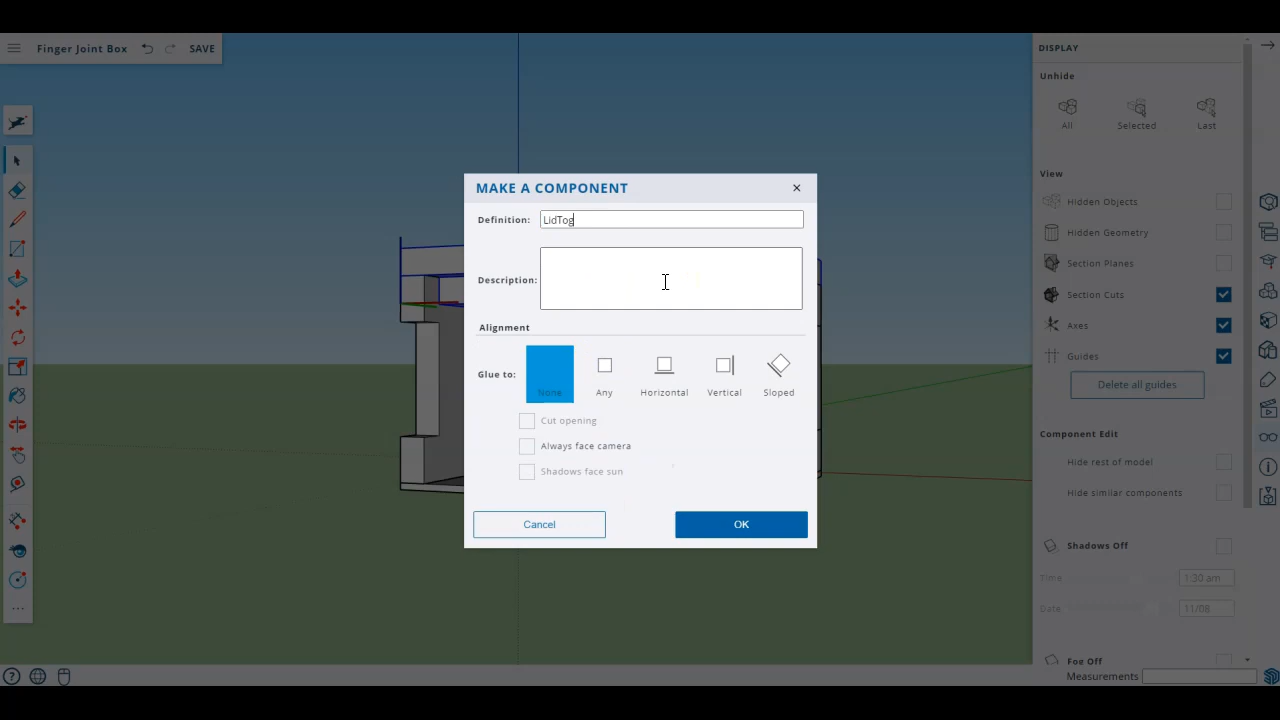 Finger Joint Box SAVE
DISPLAY
Unhide
All Selected Last
View
Hidden Objects
Hidden Geometry
Section Planes
Section Cuts
Axes
Guides
Delete all guides
Component Edit
Hide rest of model
Hide similar components
Shadows Off
Time 1:30 am
Date 11/08
Fog Off
Measurements
MAKE A COMPONENT
Definition: LidTog
Description:
Alignment
Glue to: None Any Horizontal Vertical Sloped
Cut opening
Always face camera
Shadows face sun
Cancel OK